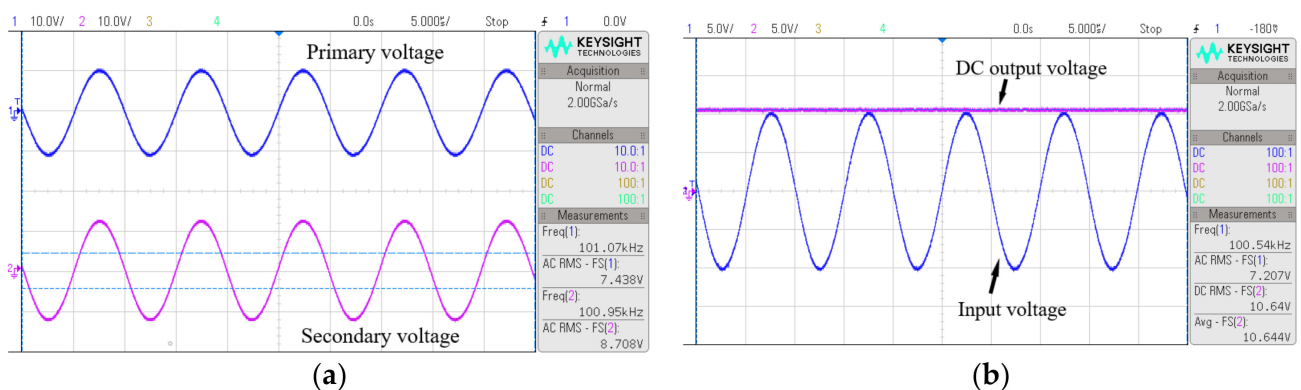 1 10.0V/ 2 10.0V/ 3 4 0.0s 5.000µs/ Stop 1 0.0V
Primary voltage
1
T
2
Secondary voltage
KEYSIGHT
TECHNOLOGIES
Acquisition
Normal
2.00GSa/s
Channels
DC 10.0:1
DC 10.0:1
DC 100:1
DC 100:1
Measurements
Freq(1):
101.07kHz
AC RMS - FS(1):
7.438V
Freq(2):
100.95kHz
AC RMS - FS(2):
8.708V
(a)
1 5.0V/ 2 5.0V/ 3 4 0.0s 5.000µs/ Stop 1 -180V
DC output voltage
T
Input voltage
KEYSIGHT
TECHNOLOGIES
Acquisition
Normal
2.00GSa/s
Channels
DC 100:1
DC 100:1
DC 100:1
DC 100:1
Measurements
Freq(1):
100.54kHz
AC RMS - FS(1):
7.207V
DC RMS - FS(2):
10.64V
Avg - FS(2):
10.644V
(b)